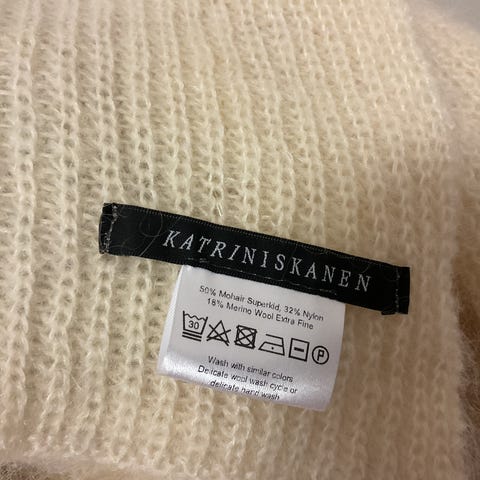 KATRINISKANEN
50% Mohair Superkid, 32% Nylon
18% Merino Wool Extra Fine
30
P
Wash with similar colors
Delicate wool wash cycle or
delicate hand wash